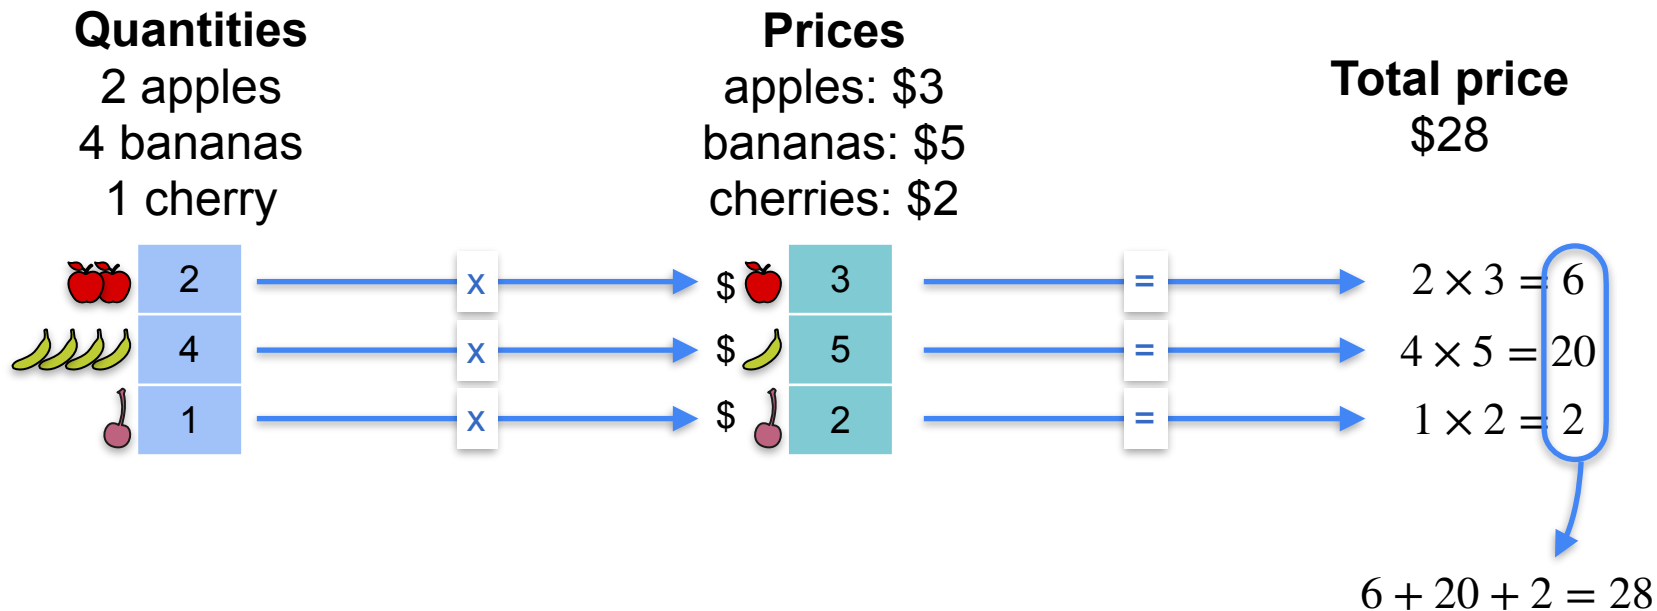 Quantities
2 apples
4 bananas
1 cherry
Prices
apples: $3
bananas: $5
cherries: $2
Total price
$28
2 x $ 3 = 2 × 3 = 6
4 x $ 5 = 4 × 5 = 20
1 x $ 2 = 1 × 2 = 2
6 + 20 + 2 = 28